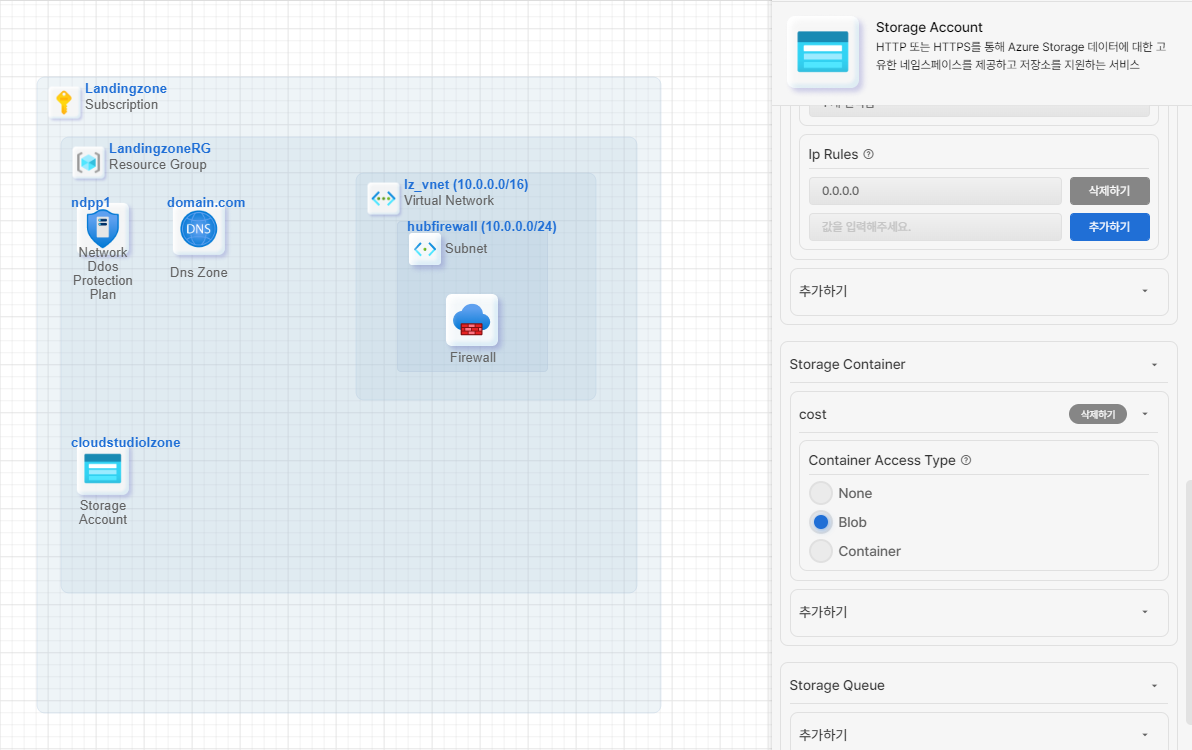 Landingzone
Subscription
LandingzoneRG
Resource Group
ndpp1
Network
Ddos
Protection
Plan
domain.com
DNS
Dns Zone
lz_vnet (10.0.0.0/16)
Virtual Network
hubfirewall (10.0.0.0/24)
Subnet
Firewall
cloudstudiolzone
Storage
Account
Storage Account
HTTP 또는 HTTPS를 통해 Azure Storage 데이터에 대한 고
유한 네임스페이스를 제공하고 저장소를 지원하는 서비스
Ip Rules
0.0.0.0
삭제하기
값을 입력해주세요.
추가하기
추가하기
Storage Container
cost
삭제하기
Container Access Type
None
Blob
Container
추가하기
Storage Queue
추가하기